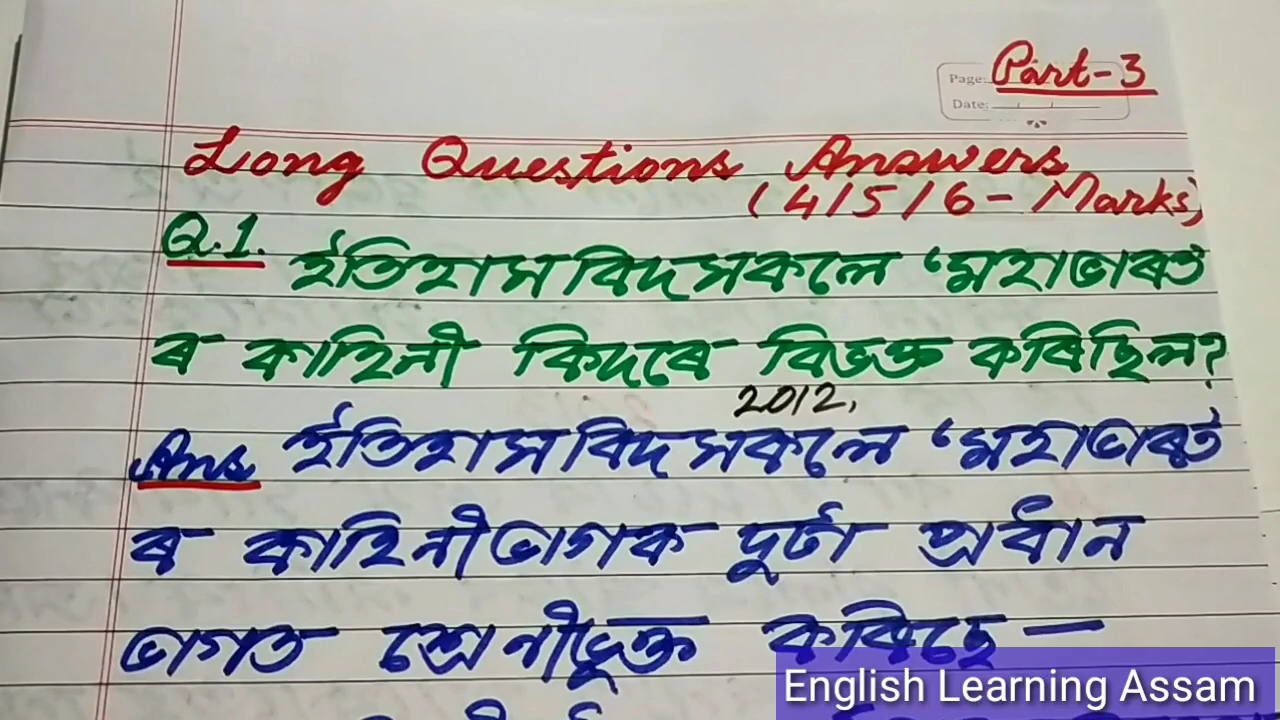 Page: Part-3
Date:
Long Questions Answers
(4/5/6- Marks)
Q.1. ইতিহাসবিদসকলে ‘মহাভাৰত
ৰ কাহিনী কিদৰে বিভক্ত কৰিছিল?
2012,
Ans ইতিহাসবিদসকলে ‘মহাভাৰত
ৰ কাহিনীভাগক দুটা প্ৰধান
ভাগত শ্ৰেনীভুক্ত কৰিছে —
English Learning Assam